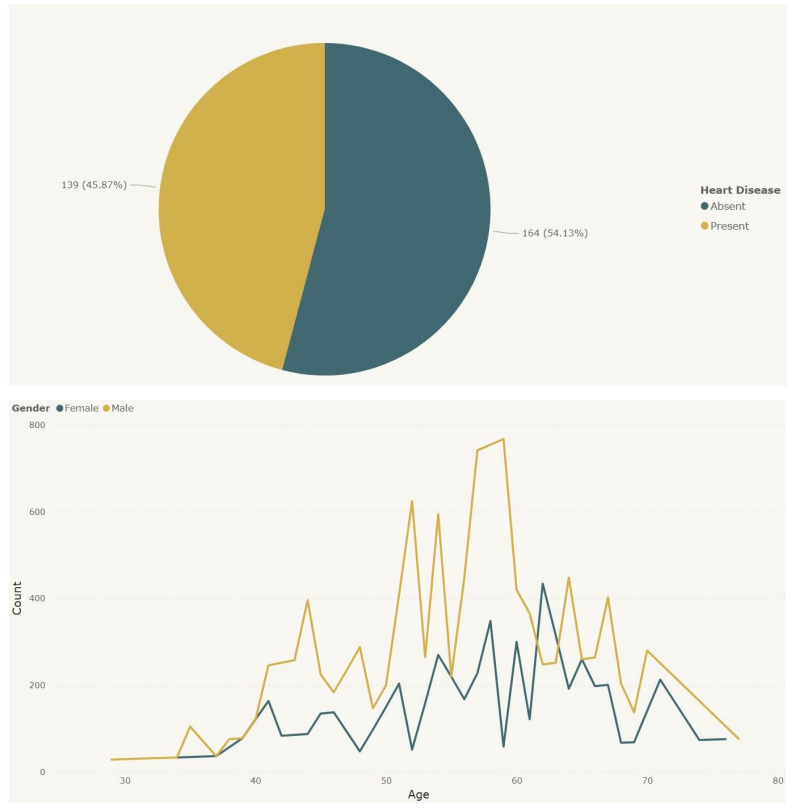 139 (45.87%)
Heart Disease
Absent
Present
164 (54.13%)
Gender Female Male
800
600
400
200
0
Count
30 40 50 60 70 80
Age